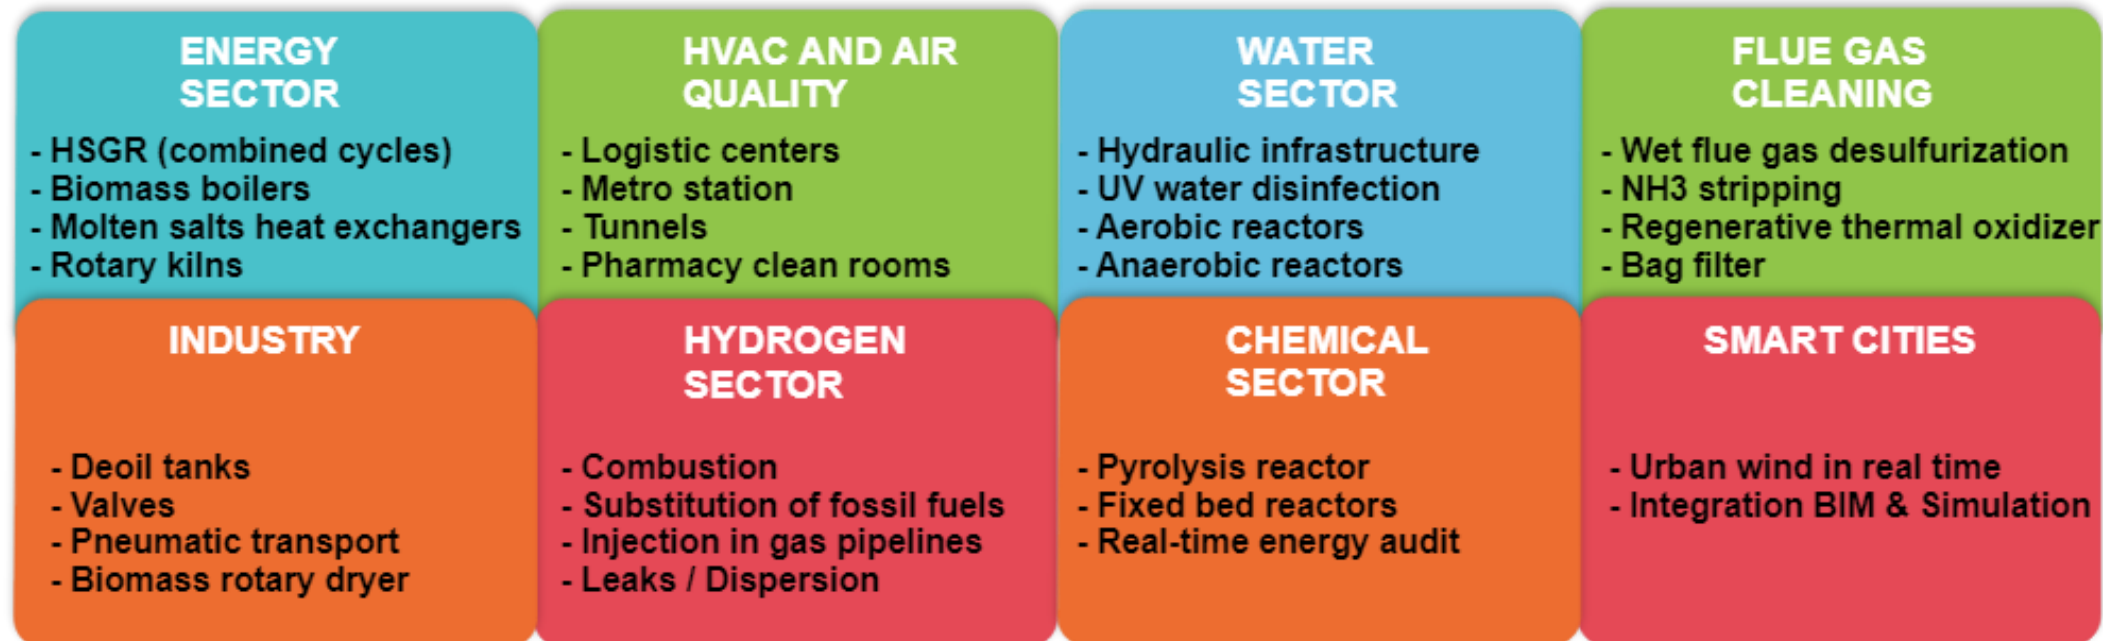 ENERGY
SECTOR
- HSGR (combined cycles)
- Biomass boilers
- Molten salts heat exchangers
- Rotary kilns
HVAC AND AIR
QUALITY
- Logistic centers
- Metro station
- Tunnels
- Pharmacy clean rooms
WATER
SECTOR
- Hydraulic infrastructure
- UV water disinfection
- Aerobic reactors
- Anaerobic reactors
FLUE GAS
CLEANING
- Wet flue gas desulfurization
- NH3 stripping
- Regenerative thermal oxidizer
- Bag filter
INDUSTRY
- Deoil tanks
- Valves
- Pneumatic transport
- Biomass rotary dryer
HYDROGEN
SECTOR
- Combustion
- Substitution of fossil fuels
- Injection in gas pipelines
- Leaks / Dispersion
CHEMICAL
SECTOR
- Pyrolysis reactor
- Fixed bed reactors
- Real-time energy audit
SMART CITIES
- Urban wind in real time
- Integration BIM & Simulation